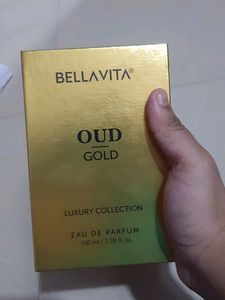 BELLAVITA®
OUD
GOLD
LUXURY COLLECTION
EAU DE PARFUM
100 ml / 3.38 fl. oz.